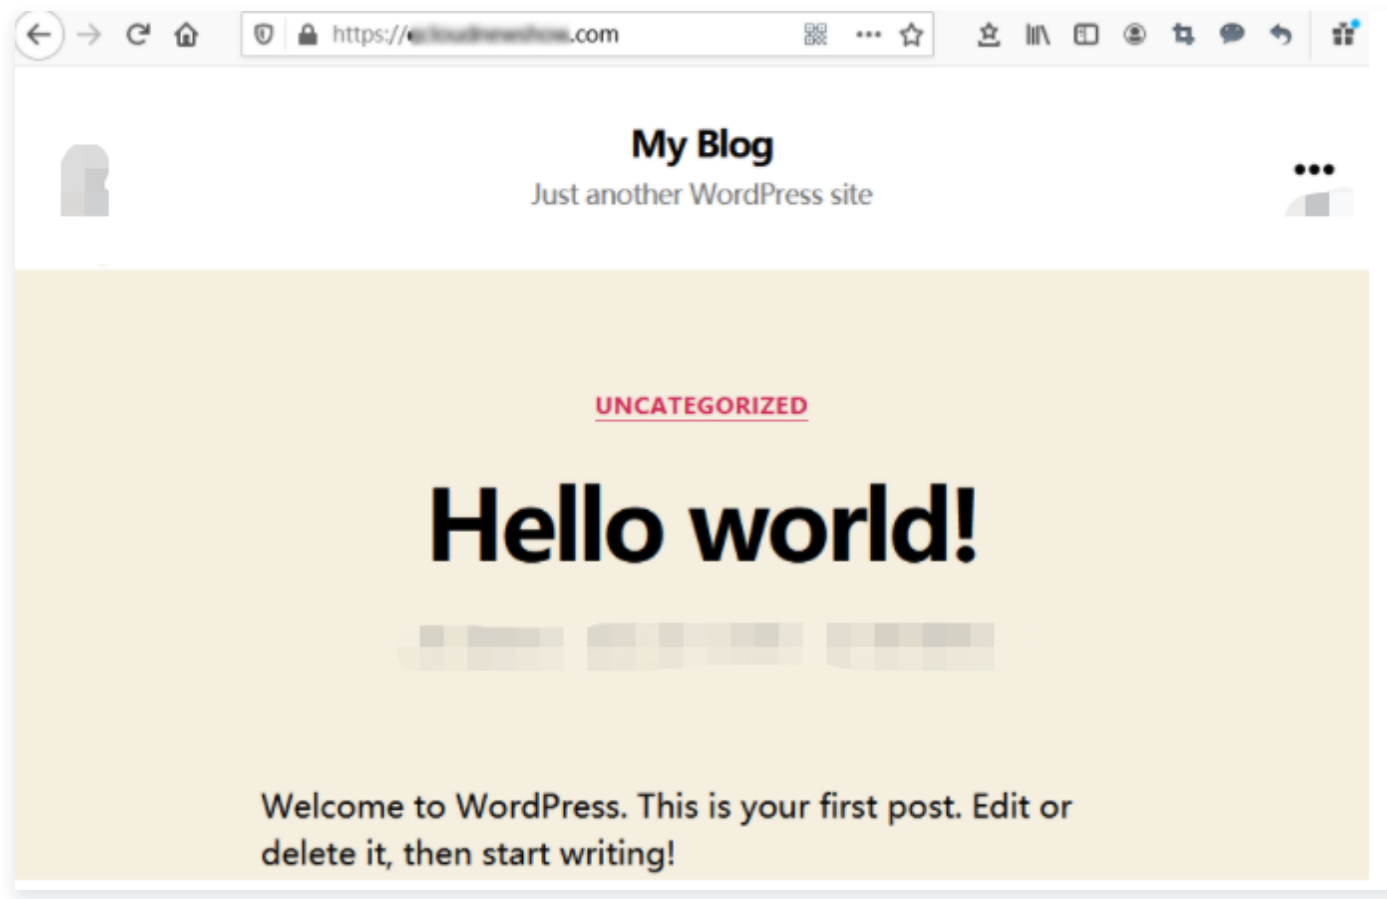 https:// .com
My Blog
Just another WordPress site
UNCATEGORIZED
Hello world!
Welcome to WordPress. This is your first post. Edit or
delete it, then start writing!